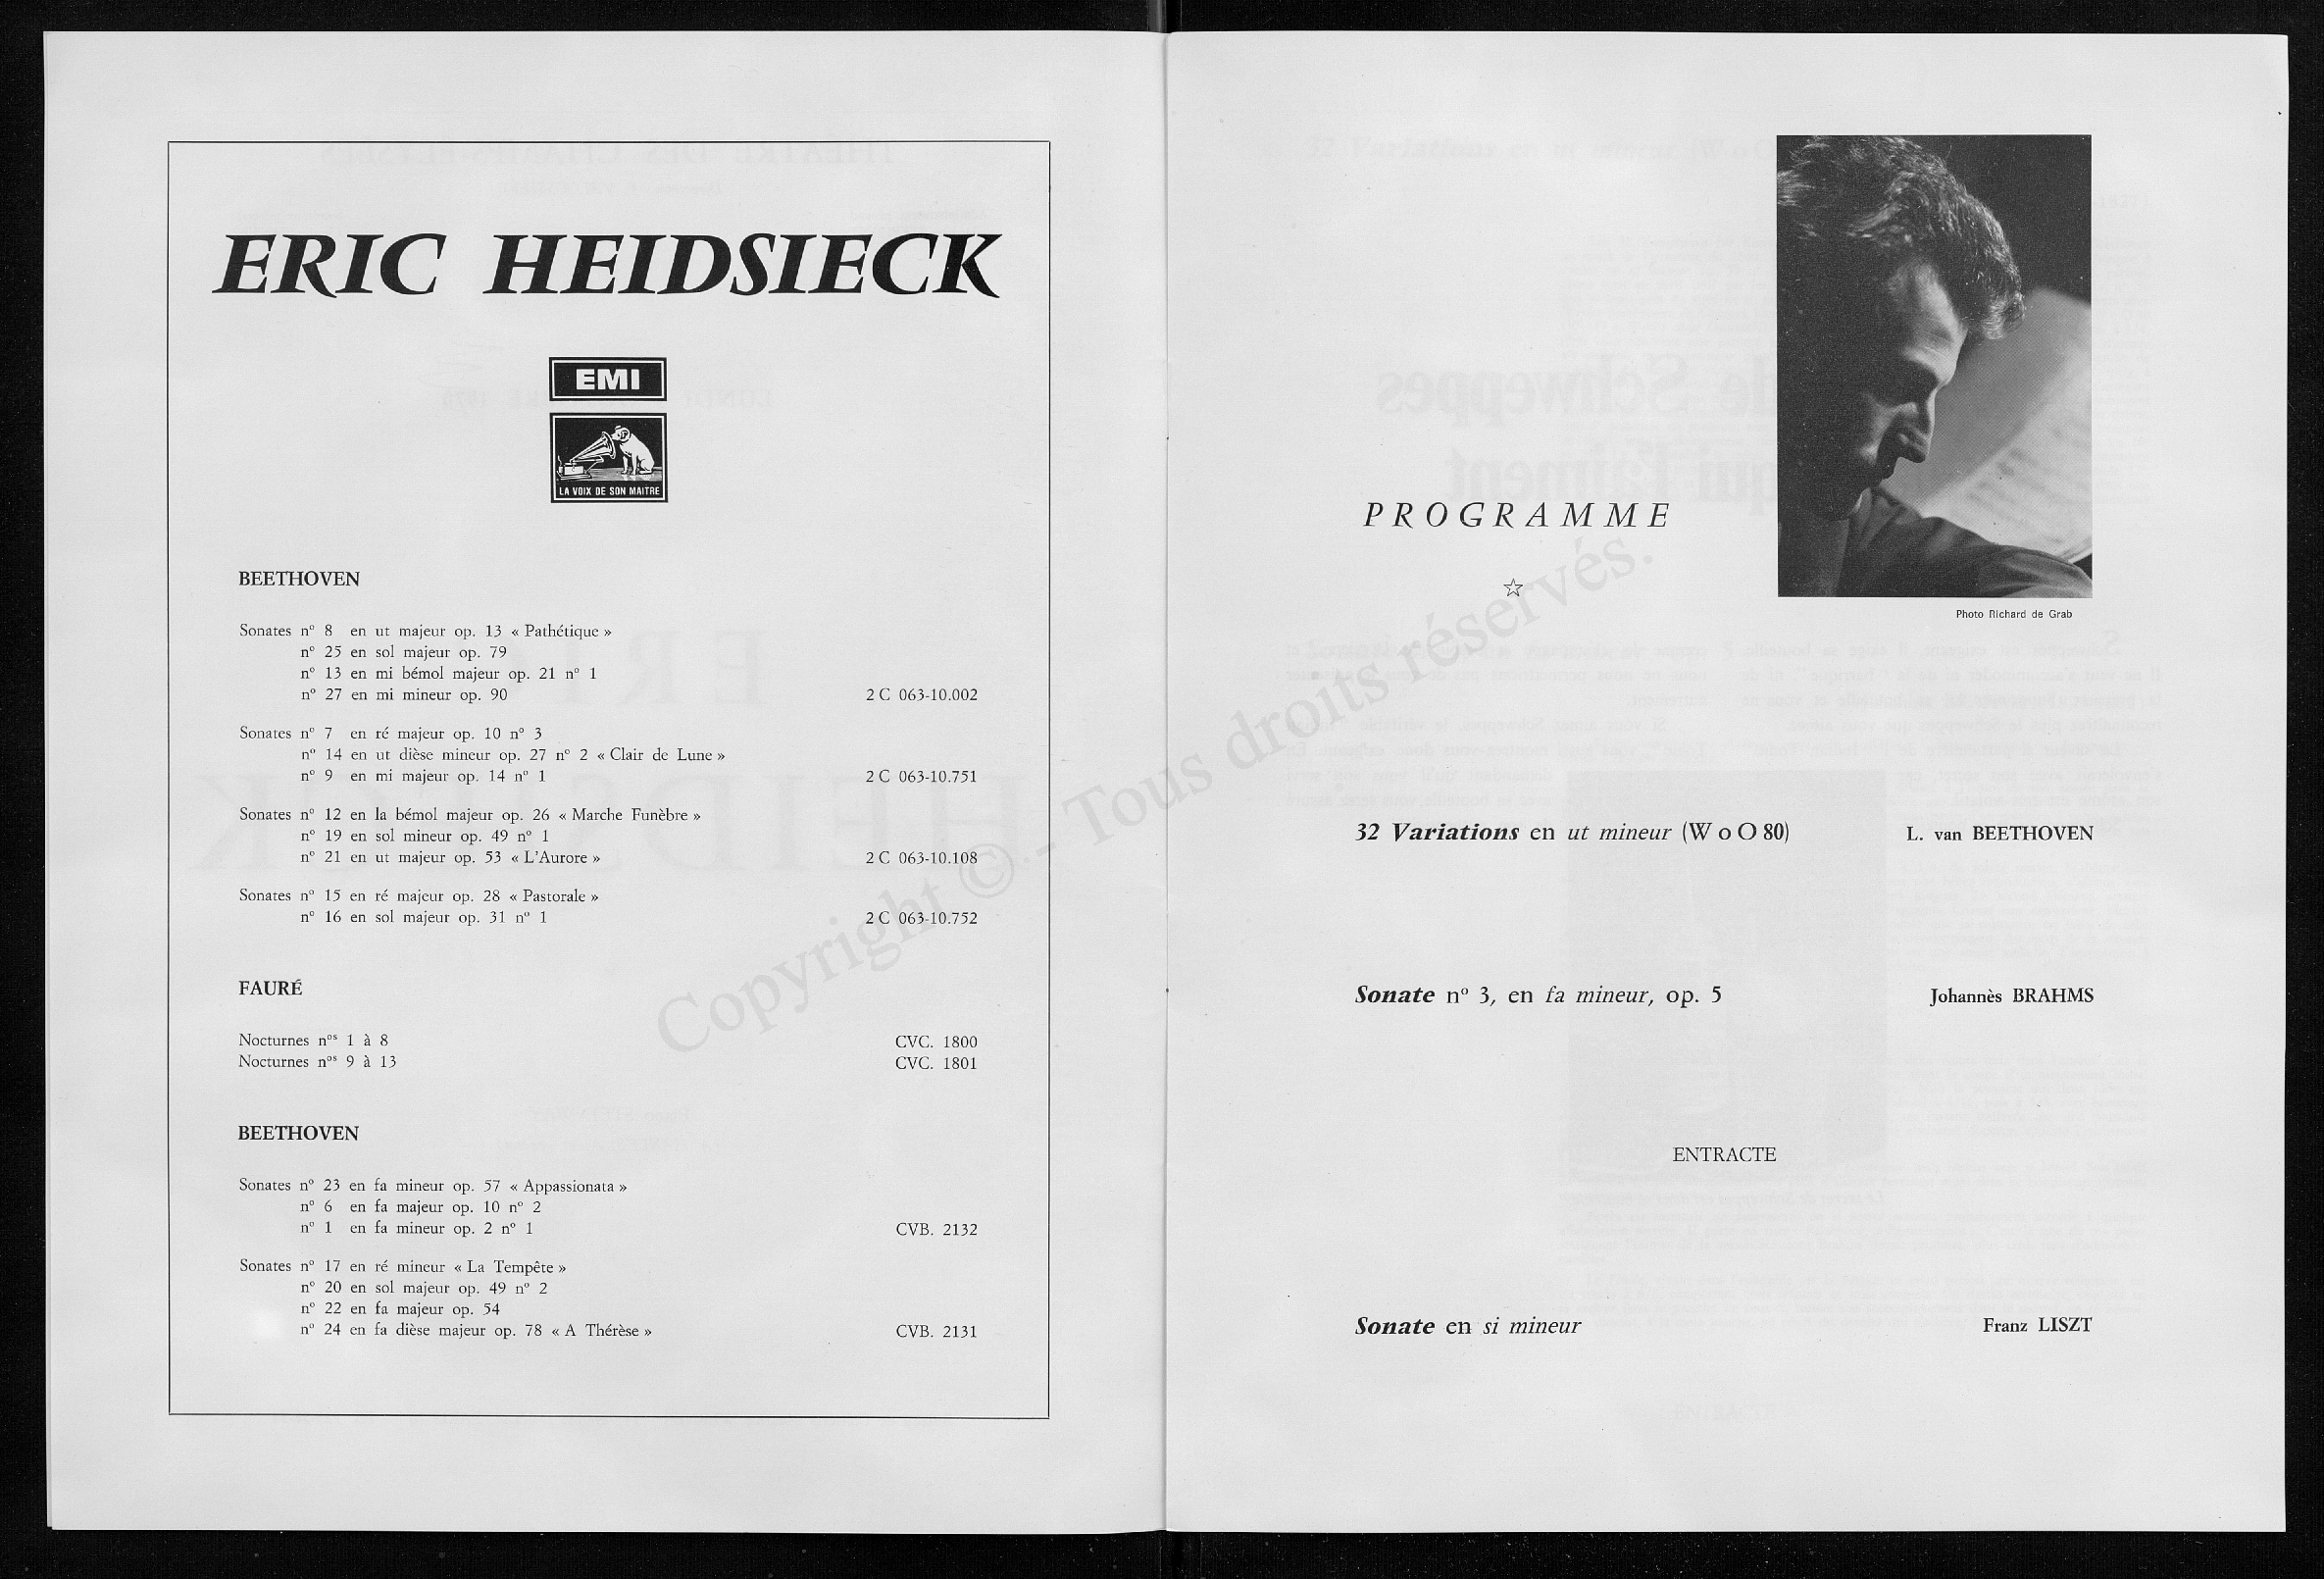 ERIC HEIDSIECK
EMI
LA VOIX DE SON MAITRE
BEETHOVEN
Sonates n° 8 en ut majeur op. 13 « Pathétique »
n° 25 en sol majeur op. 79
n° 13 en mi bémol majeur op. 21 n° 1
n° 27 en mi mineur op. 90 2 C 063-10.002
Sonates n° 7 en ré majeur op. 10 n° 3
n° 14 en ut dièse mineur op. 27 n° 2 « Clair de Lune »
n° 9 en mi majeur op. 14 n° 1 2 C 063-10.751
Sonates n° 12 en la bémol majeur op. 26 « Marche Funèbre »
n° 19 en sol mineur op. 49 n° 1
n° 21 en ut majeur op. 53 « L'Aurore » 2 C 063-10.108
Sonates n° 15 en ré majeur op. 28 « Pastorale »
n° 16 en sol majeur op. 31 n° 1 2 C 063-10.752
FAURÉ
Nocturnes nos 1 à 8 CVC. 1800
Nocturnes nos 9 à 13 CVC. 1801
BEETHOVEN
Sonates n° 23 en fa mineur op. 57 « Appassionata »
n° 6 en fa majeur op. 10 n° 2
n° 1 en fa mineur op. 2 n° 1 CVB. 2132
Sonates n° 17 en ré mineur « La Tempête »
n° 20 en sol majeur op. 49 n° 2
n° 22 en fa majeur op. 54
n° 24 en fa dièse majeur op. 78 « A Thérèse » CVB. 2131
Copyright © - Tous droits réservés.
Photo Richard de Grab
PROGRAMME
32 Variations en ut mineur (W o O 80) L. van BEETHOVEN
Sonate n° 3, en fa mineur, op. 5 Johannès BRAHMS
ENTRACTE
Sonate en si mineur Franz LISZT